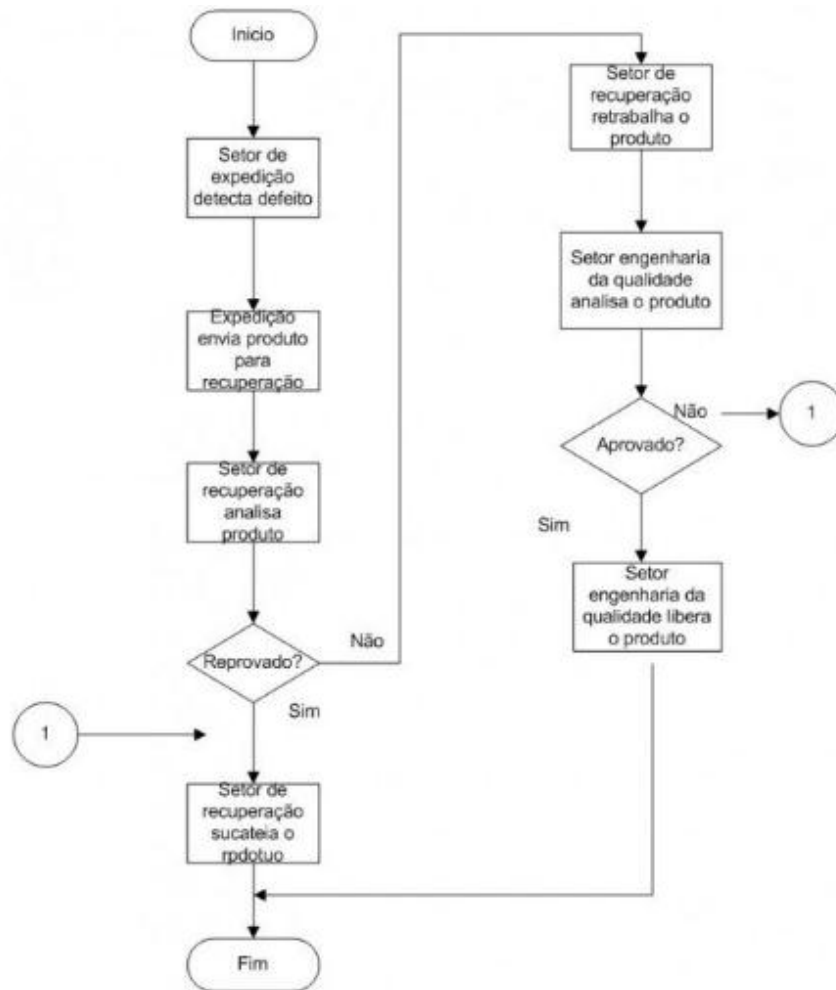 Inicio
Setor de
expedição
detecta defeito
Expedição
envia produto
para
recuperação
Setor de
recuperação
analisa
produto
Reprovado?
Não
Sim
1
Setor de
recuperação
sucateia o
rpdotuo
Fim
Setor de
recuperação
retrabalha o
produto
Setor engenharia
da qualidade
analisa o produto
Aprovado?
Não
1
Sim
Setor
engenharia da
qualidade libera
o produto